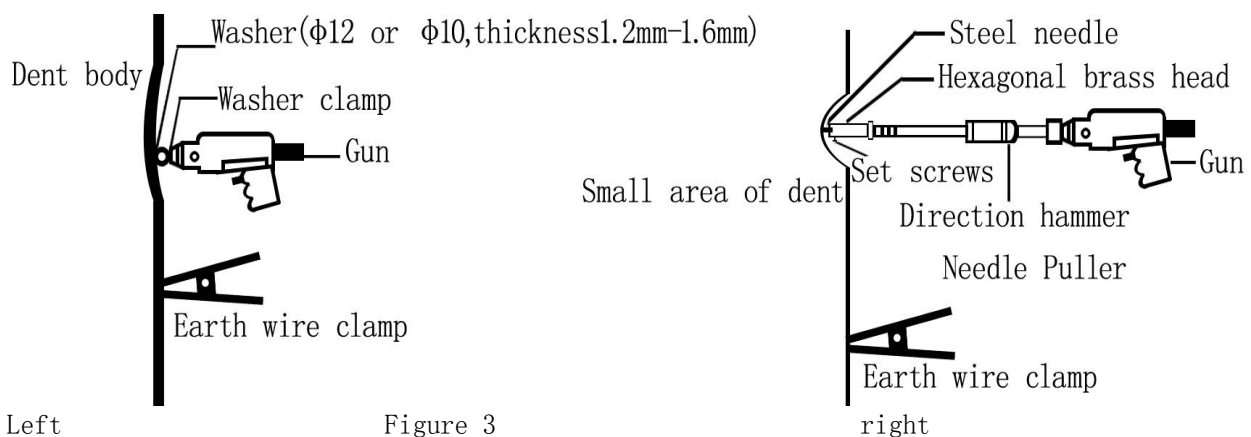 Washer(Φ12 or Φ10,thickness1.2mm-1.6mm)
Dent body
Washer clamp
Gun
Earth wire clamp
Steel needle
Hexagonal brass head
Set screws
Gun
Small area of dent
Direction hammer
Needle Puller
Earth wire clamp
Left Figure 3 right